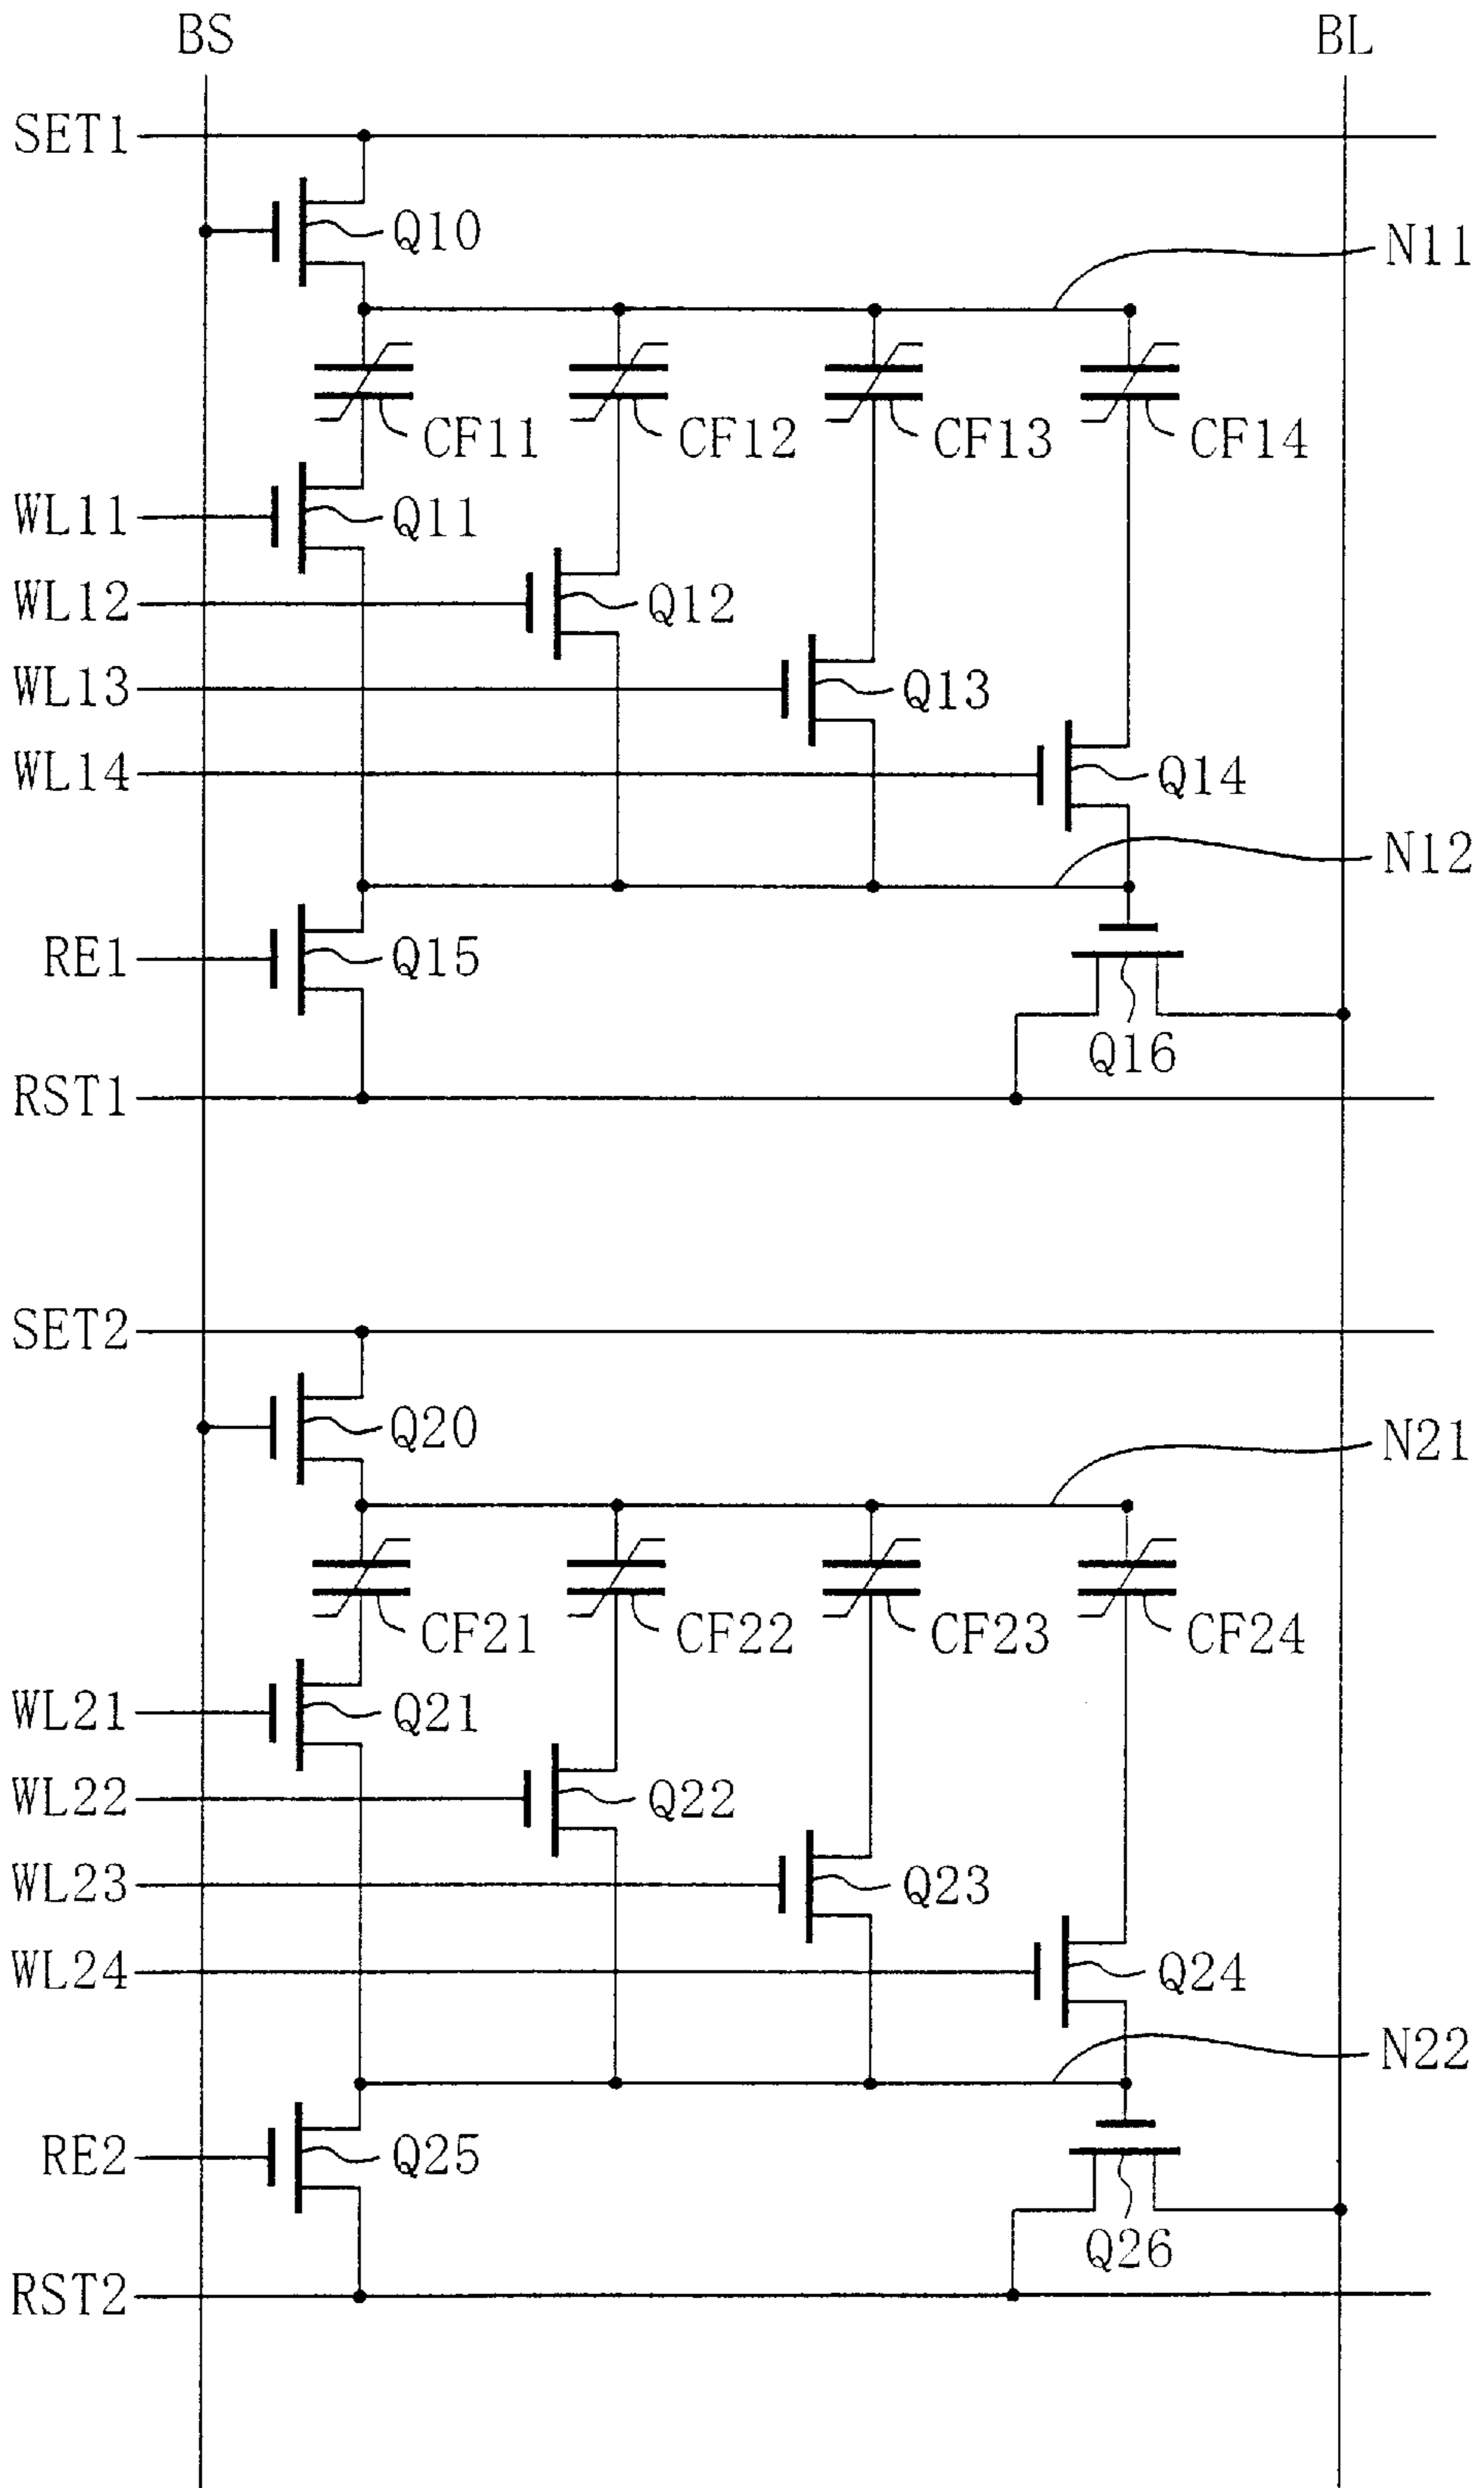 BS
BL
SET1
Q10
N11
CF11
CF12
CF13
CF14
WL11
Q11
WL12
Q12
WL13
Q13
WL14
Q14
N12
RE1
Q15
Q16
RST1
SET2
Q20
N21
CF21
CF22
CF23
CF24
WL21
Q21
WL22
Q22
WL23
Q23
WL24
Q24
N22
RE2
Q25
Q26
RST2